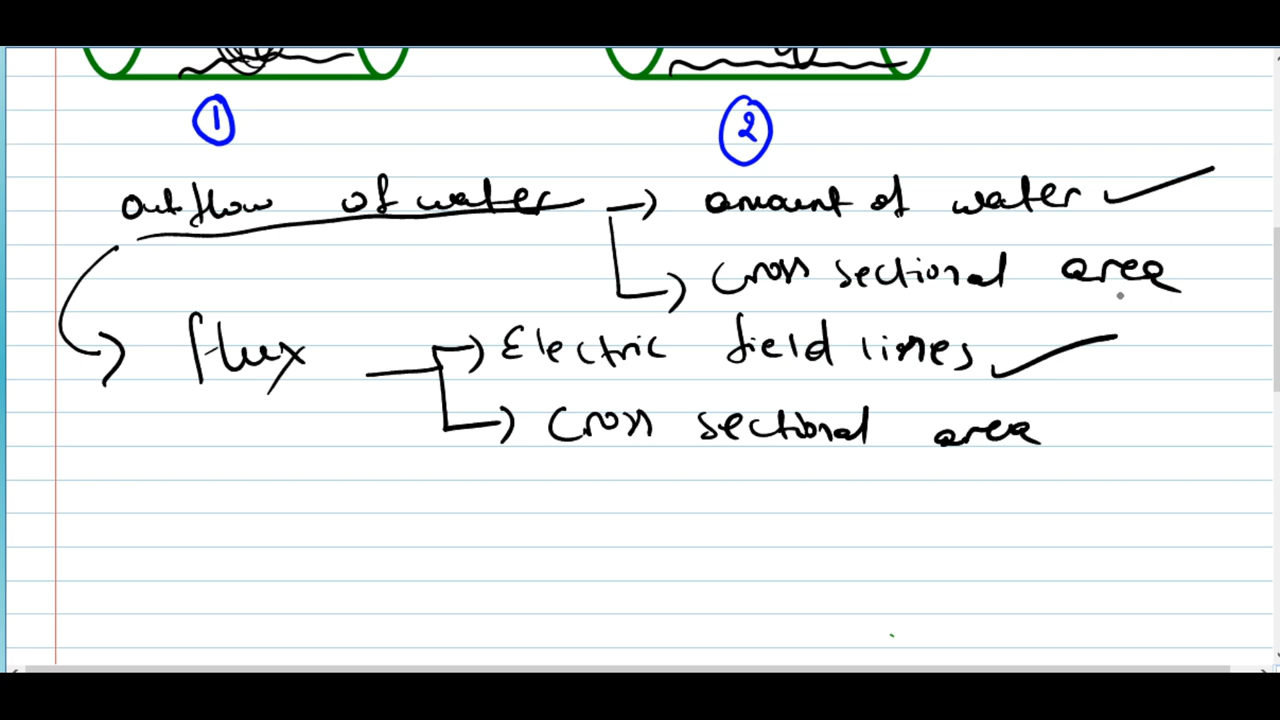 1
2
outflow of water → amount of water ✓
→ cross sectional area
→ flux → Electric field lines ✓
→ cross sectional area